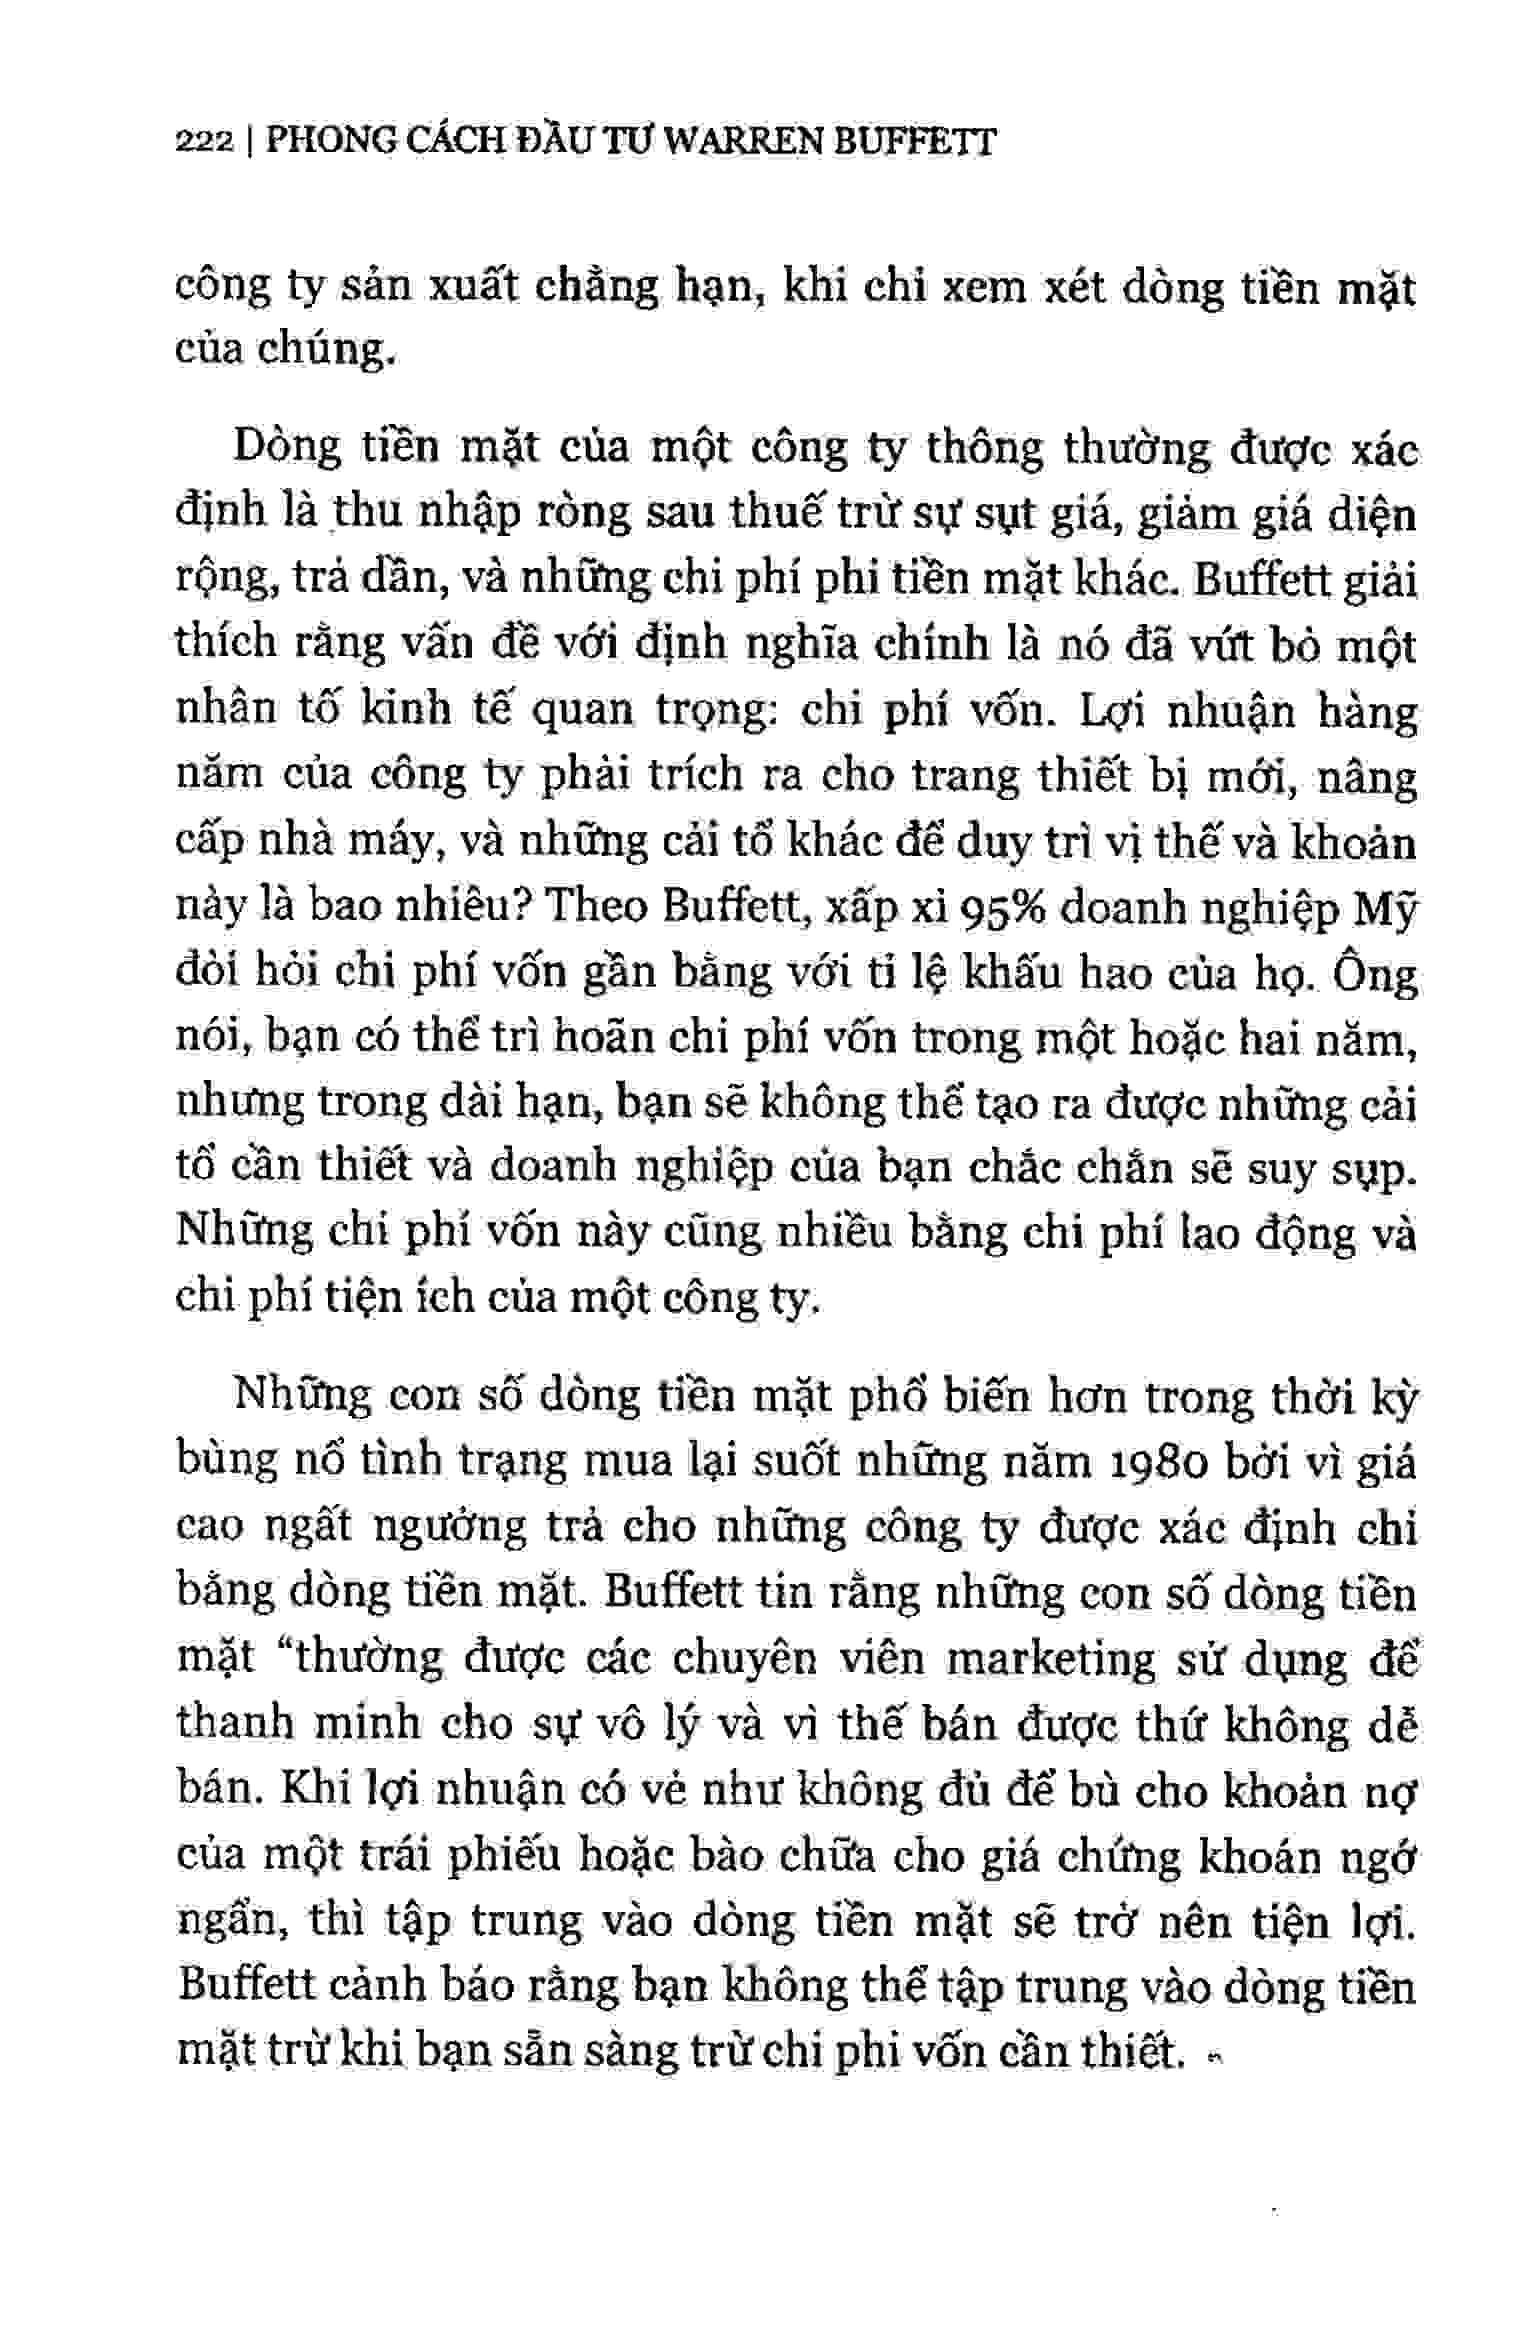 222 | PHONG CÁCH ĐẦU TƯ WARREN BUFFETT
công ty sản xuất chẳng hạn, khi chỉ xem xét dòng tiền mặt
của chúng.
Dòng tiền mặt của một công ty thông thường được xác
định là thu nhập ròng sau thuế trừ sự sụt giá, giảm giá diện
rộng, trả dần, và những chi phí phi tiền mặt khác. Buffett giải
thích rằng vấn đề với định nghĩa chính là nó đã vứt bỏ một
nhân tố kinh tế quan trọng: chi phí vốn. Lợi nhuận hàng
năm của công ty phải trích ra cho trang thiết bị mới, nâng
cấp nhà máy, và những cải tổ khác để duy trì vị thế và khoản
này là bao nhiêu? Theo Buffett, xấp xỉ 95% doanh nghiệp Mỹ
đòi hỏi chi phí vốn gần bằng với tỉ lệ khấu hao của họ. Ông
nói, bạn có thể trì hoãn chi phí vốn trong một hoặc hai năm,
nhưng trong dài hạn, bạn sẽ không thể tạo ra được những cải
tổ cần thiết và doanh nghiệp của bạn chắc chắn sẽ suy sụp.
Những chi phí vốn này cũng nhiều bằng chi phí lao động và
chi phí tiện ích của một công ty.
Những con số dòng tiền mặt phổ biến hơn trong thời kỳ
bùng nổ tình trạng mua lại suốt những năm 1980 bởi vì giá
cao ngất ngưởng trả cho những công ty được xác định chỉ
bằng dòng tiền mặt. Buffett tin rằng những con số dòng tiền
mặt “thường được các chuyên viên marketing sử dụng để
thanh minh cho sự vô lý và vì thế bán được thứ không dễ
bán. Khi lợi nhuận có vẻ như không đủ để bù cho khoản nợ
của một trái phiếu hoặc bào chữa cho giá chứng khoán ngớ
ngẩn, thì tập trung vào dòng tiền mặt sẽ trở nên tiện lợi.
Buffett cảnh báo rằng bạn không thể tập trung vào dòng tiền
mặt trừ khi bạn sẵn sàng trừ chi phi vốn cần thiết.